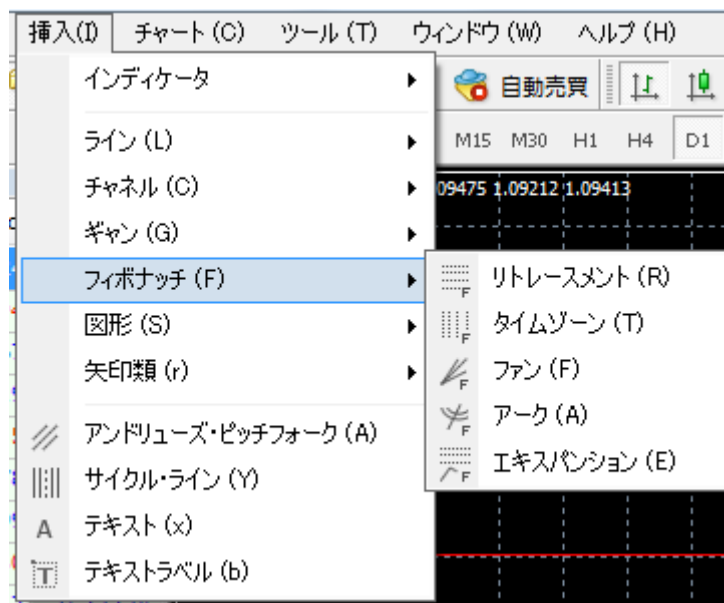 挿入(I) チャート (C) ツール (T) ウィンドウ (W) ヘルプ (H)
自動売買
M15 M30 H1 H4 D1
09475 1.09212 1.09413
インディケータ
ライン (L)
チャネル (C)
ギャン (G)
フィボナッチ (F)
図形 (S)
矢印類 (r)
アンドリューズ・ピッチフォーク (A)
サイクル・ライン (Y)
A テキスト (x)
T テキストラベル (b)
F リトレースメント (R)
F タイムゾーン (T)
F ファン (F)
F アーク (A)
F エキスパンション (E)